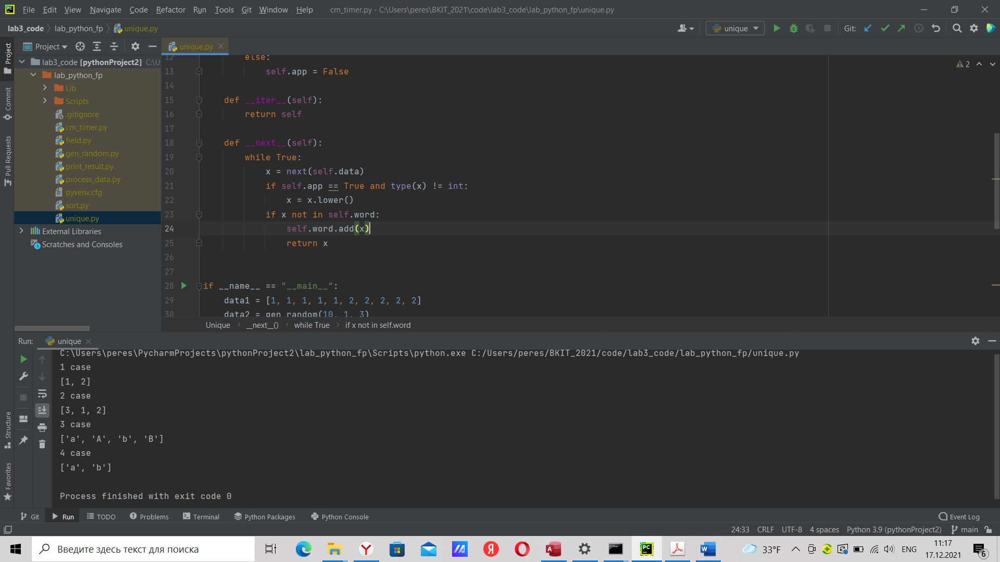 File Edit View Navigate Code Refactor Run Tools Git Window Help cm_timer.py - C:\Users\peres\BKIT_2021\code\lab3_code\lab_python_fp\unique.py
lab3_code lab_python_fp unique.py unique Git:
Project unique.py
Project
Commit
Pull Requests
lab3_code [pythonProject2] C:\U
lab_python_fp
Lib
Scripts
.gitignore
cm_timer.py
field.py
gen_random.py
print_result.py
process_data.py
pyvenv.cfg
sort.py
unique.py
External Libraries
Scratches and Consoles
2
12 else:
13 self.app = False
14
15 def __iter__(self):
16 return self
17
18 def __next__(self):
19 while True:
20 x = next(self.data)
21 if self.app == True and type(x) != int:
22 x = x.lower()
23 if x not in self.word:
24 self.word.add(x)
25 return x
26
27
28 if __name__ == "__main__":
29 data1 = [1, 1, 1, 1, 1, 2, 2, 2, 2, 2]
30 data2 = gen_random(10, 1, 3)
Unique __next__() while True if x not in self.word
Run: unique
C:\Users\peres\PycharmProjects\pythonProject2\lab_python_fp\Scripts\python.exe C:/Users/peres/BKIT_2021/code/lab3_code/lab_python_fp/unique.py
1 case
[1, 2]
2 case
[3, 1, 2]
3 case
['a', 'A', 'b', 'B']
4 case
['a', 'b']
Process finished with exit code 0
Structure
Favorites
Git Run TODO Problems Terminal Python Packages Python Console Event Log
24:33 CRLF UTF-8 4 spaces Python 3.9 (pythonProject2) main
Введите здесь текст для поиска 33°F ENG
11:17
17.12.2021
6